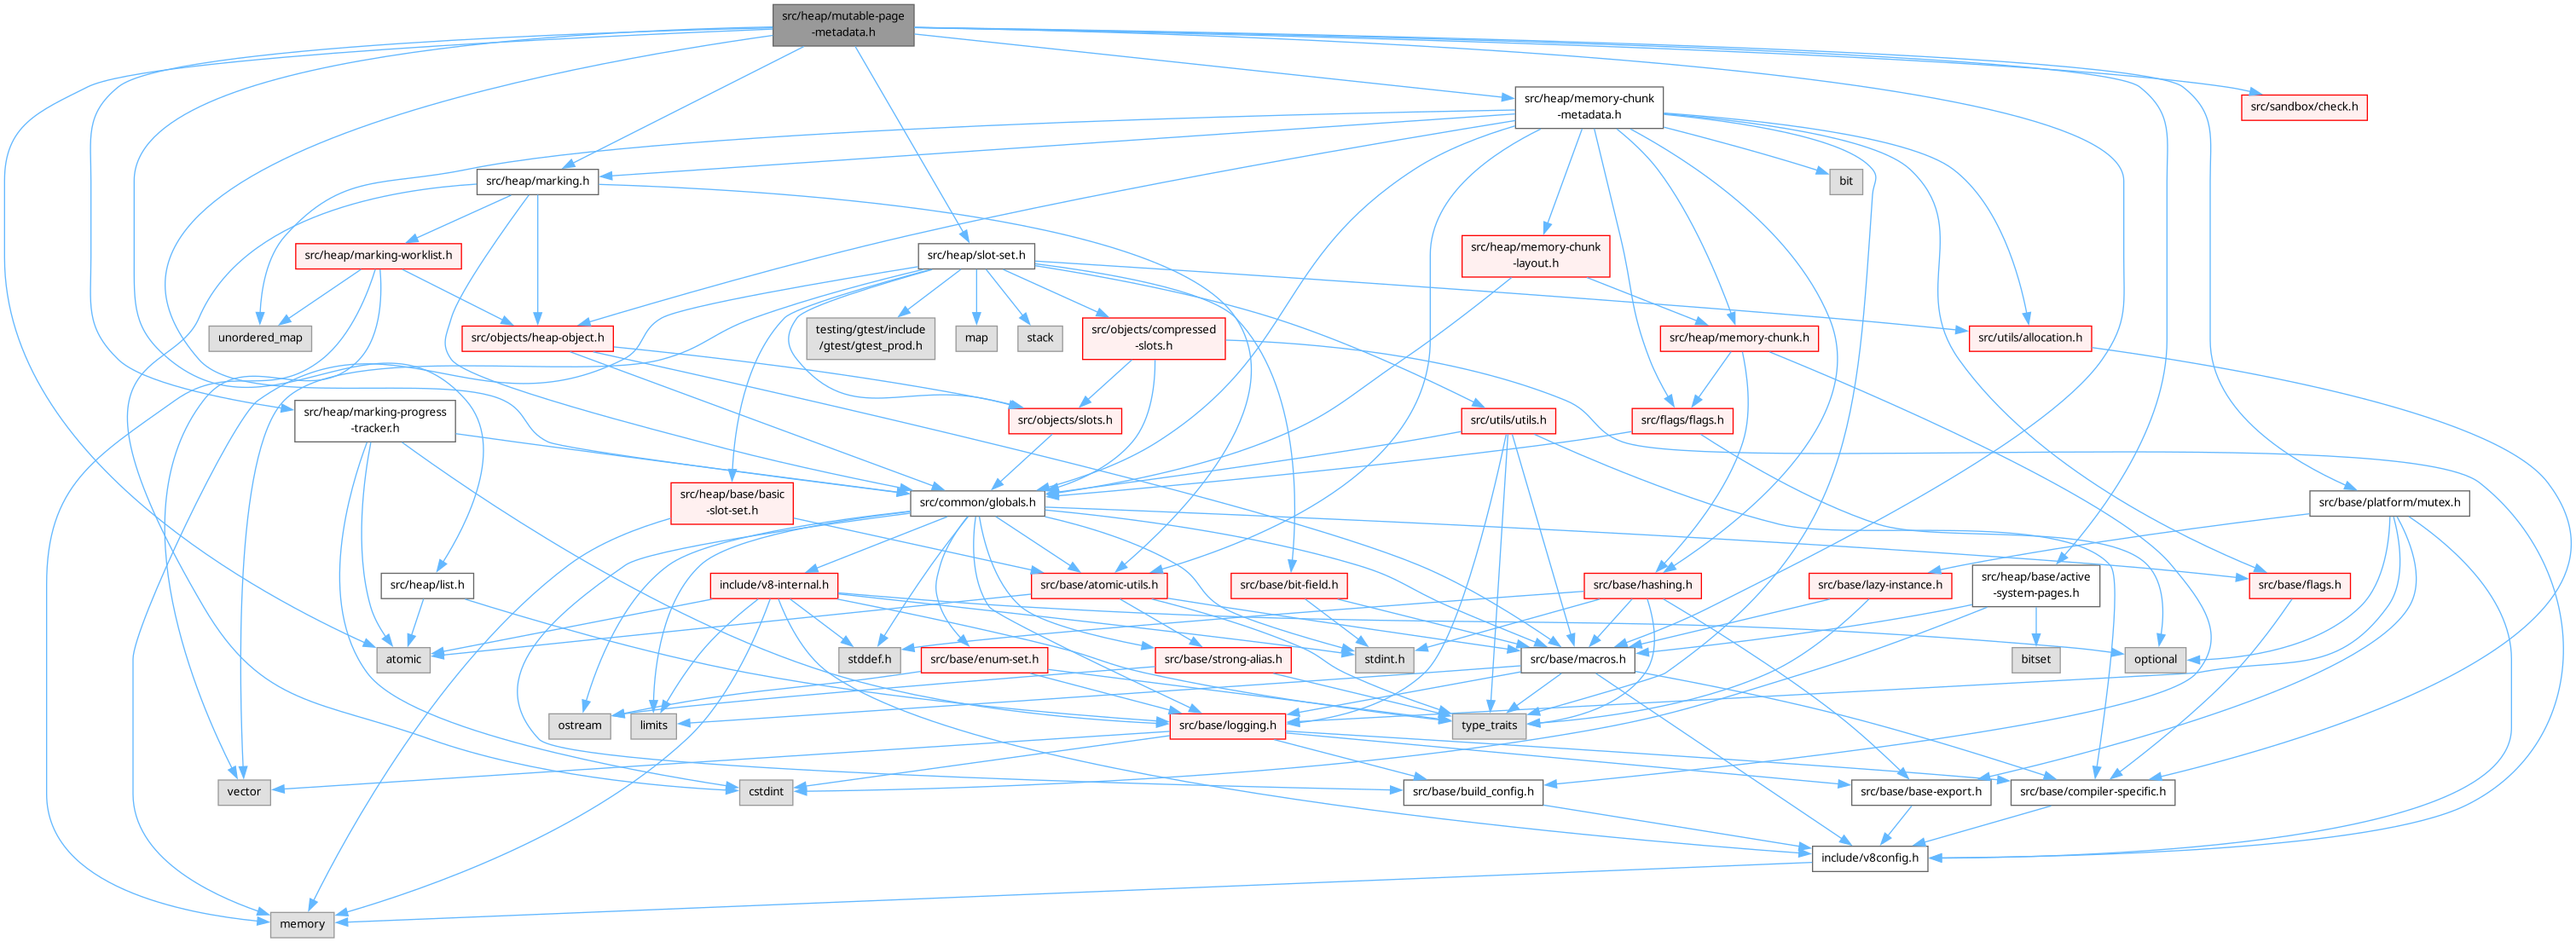 src/heap/mutable-page
-metadata.h
src/heap/memory-chunk
-metadata.h
src/sandbox/check.h
src/heap/marking.h
bit
src/heap/marking-worklist.h
src/heap/slot-set.h
src/heap/memory-chunk
-layout.h
unordered_map
src/objects/heap-object.h
testing/gtest/include
/gtest/gtest_prod.h
map
stack
src/objects/compressed
-slots.h
src/heap/memory-chunk.h
src/utils/allocation.h
src/heap/marking-progress
-tracker.h
src/objects/slots.h
src/utils/utils.h
src/flags/flags.h
src/heap/base/basic
-slot-set.h
src/common/globals.h
src/base/platform/mutex.h
src/heap/list.h
include/v8-internal.h
src/base/atomic-utils.h
src/base/bit-field.h
src/base/hashing.h
src/base/lazy-instance.h
src/heap/base/active
-system-pages.h
src/base/flags.h
atomic
stddef.h
src/base/enum-set.h
src/base/strong-alias.h
stdint.h
src/base/macros.h
bitset
optional
ostream
limits
src/base/logging.h
type_traits
vector
cstdint
src/base/build_config.h
src/base/base-export.h
src/base/compiler-specific.h
include/v8config.h
memory